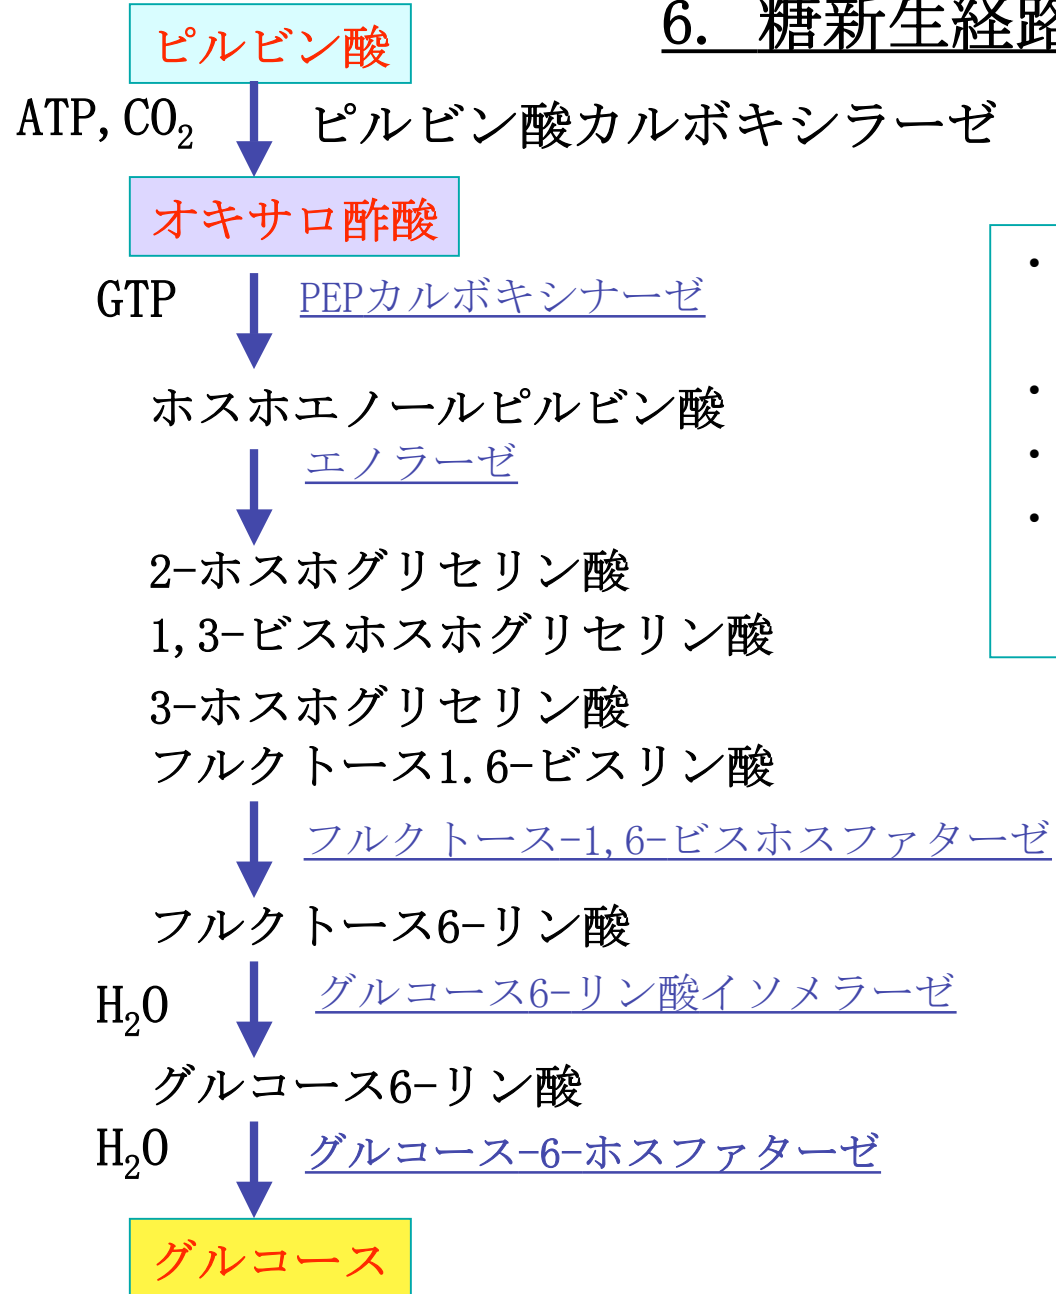 6. 糖新生経路
ピルビン酸
ATP,CO2 ピルビン酸カルボキシラーゼ
オキサロ酢酸
GTP PEPカルボキシナーゼ
ホスホエノールピルビン酸
エノラーゼ
2-ホスホグリセリン酸
1,3-ビスホスホグリセリン酸
3-ホスホグリセリン酸
フルクトース1.6-ビスリン酸
フルクトース-1,6-ビスホスファターゼ
フルクトース6-リン酸
H2O グルコース6-リン酸イソメラーゼ
グルコース6-リン酸
H2O グルコース-6-ホスファターゼ
グルコース
・
・
・
・